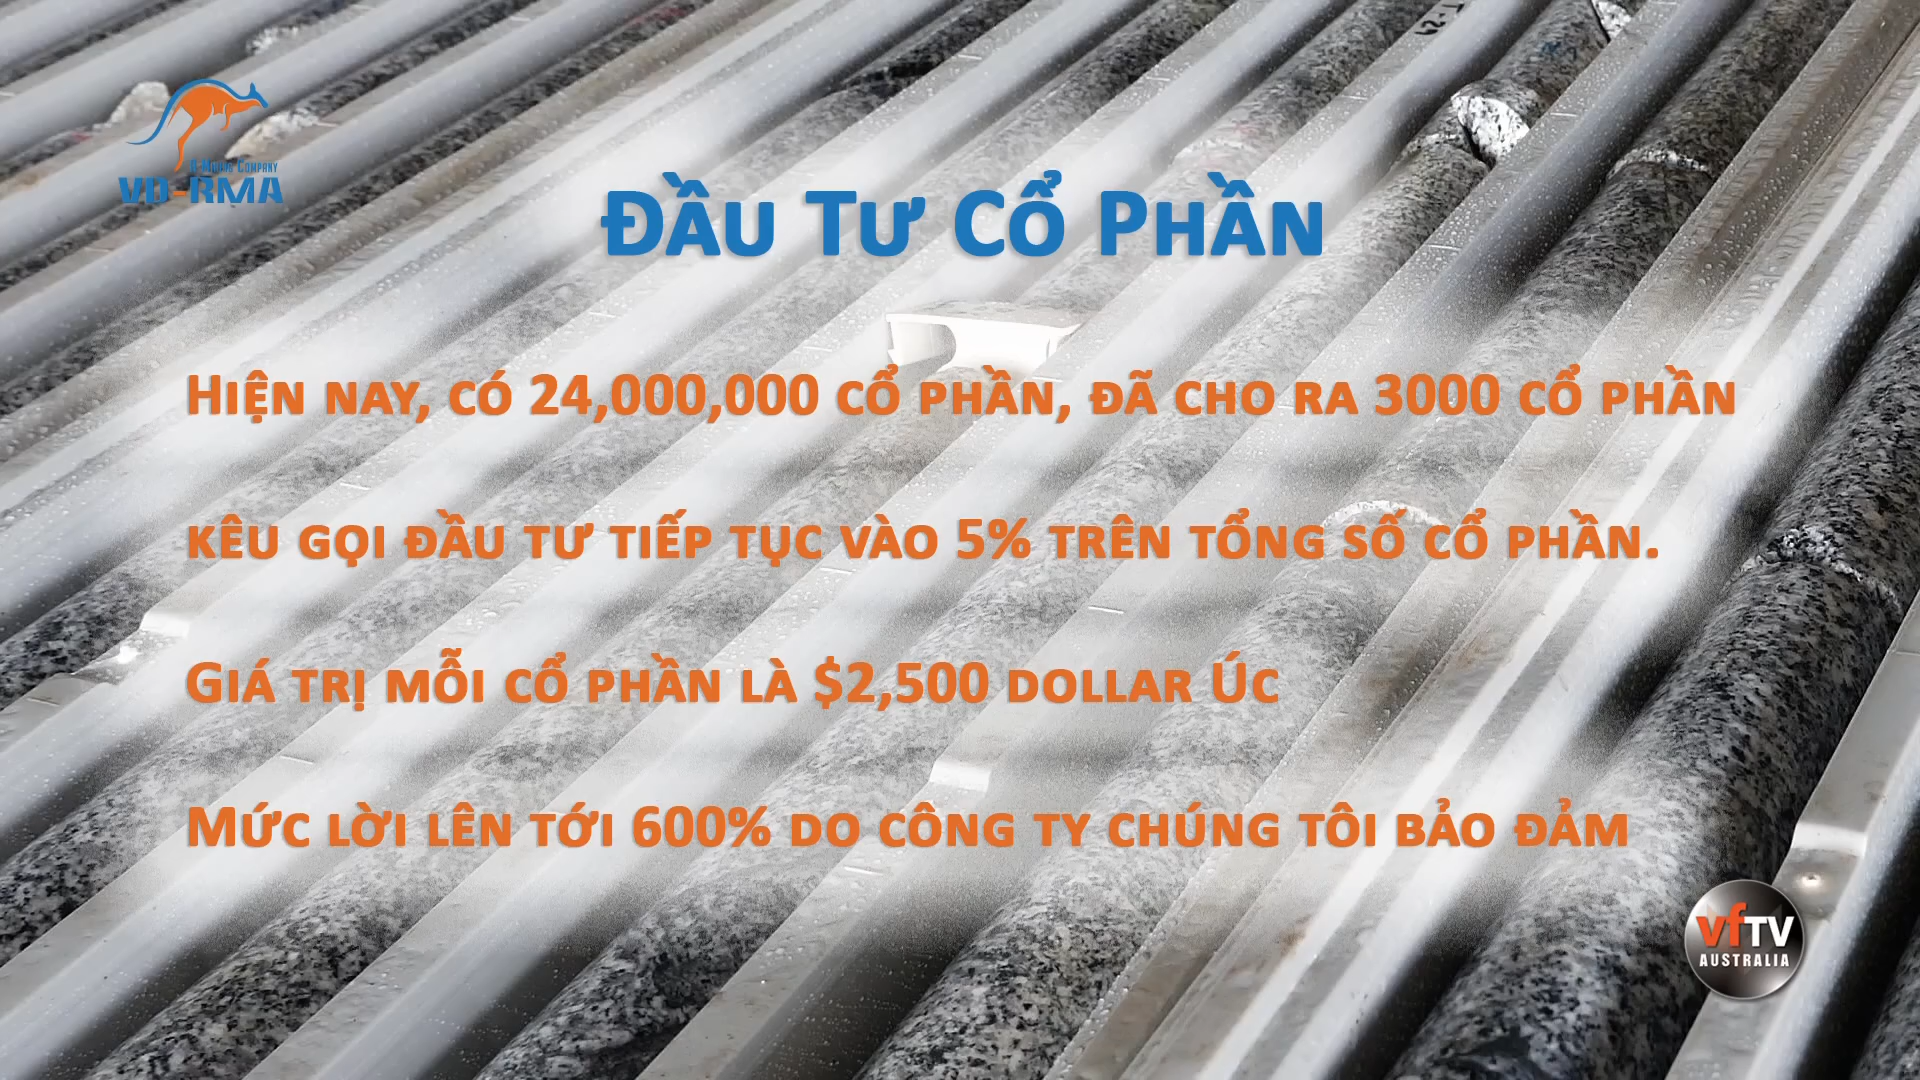 A Mining Company
VD-RMA
Đầu Tư Cổ Phần
Hiện nay, có 24,000,000 cổ phần, đã cho ra 3000 cổ phần
kêu gọi đầu tư tiếp tục vào 5% trên tổng số cổ phần.
Giá trị mỗi cổ phần là $2,500 dollar Úc
Mức lời lên tới 600% do công ty chúng tôi bảo đảm
vfTV
AUSTRALIA